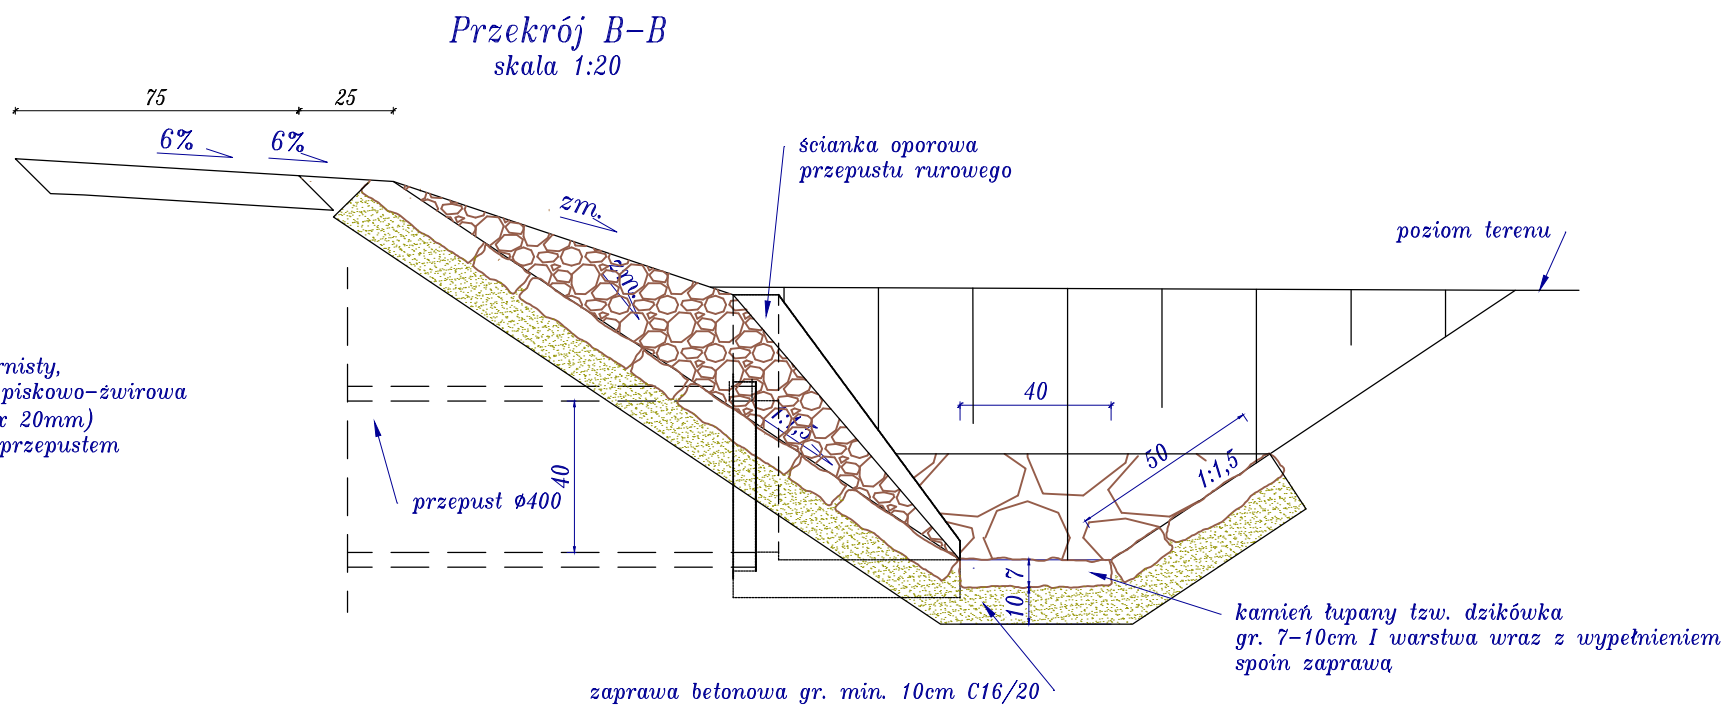 Przekrój B-B
skala 1:20
75
25
6%
6%
ścianka oporowa
przepustu rurowego
zm.
zm.
poziom terenu
rnisty,
piskowo-żwirowa
x 20mm)
przepustem
40
1:1,5
50
1:1,5
40
przepust ø400
7
10
kamień łupany tzw. dzikówka
gr. 7-10cm I warstwa wraz z wypełnieniem
spoin zaprawą
zaprawa betonowa gr. min. 10cm C16/20